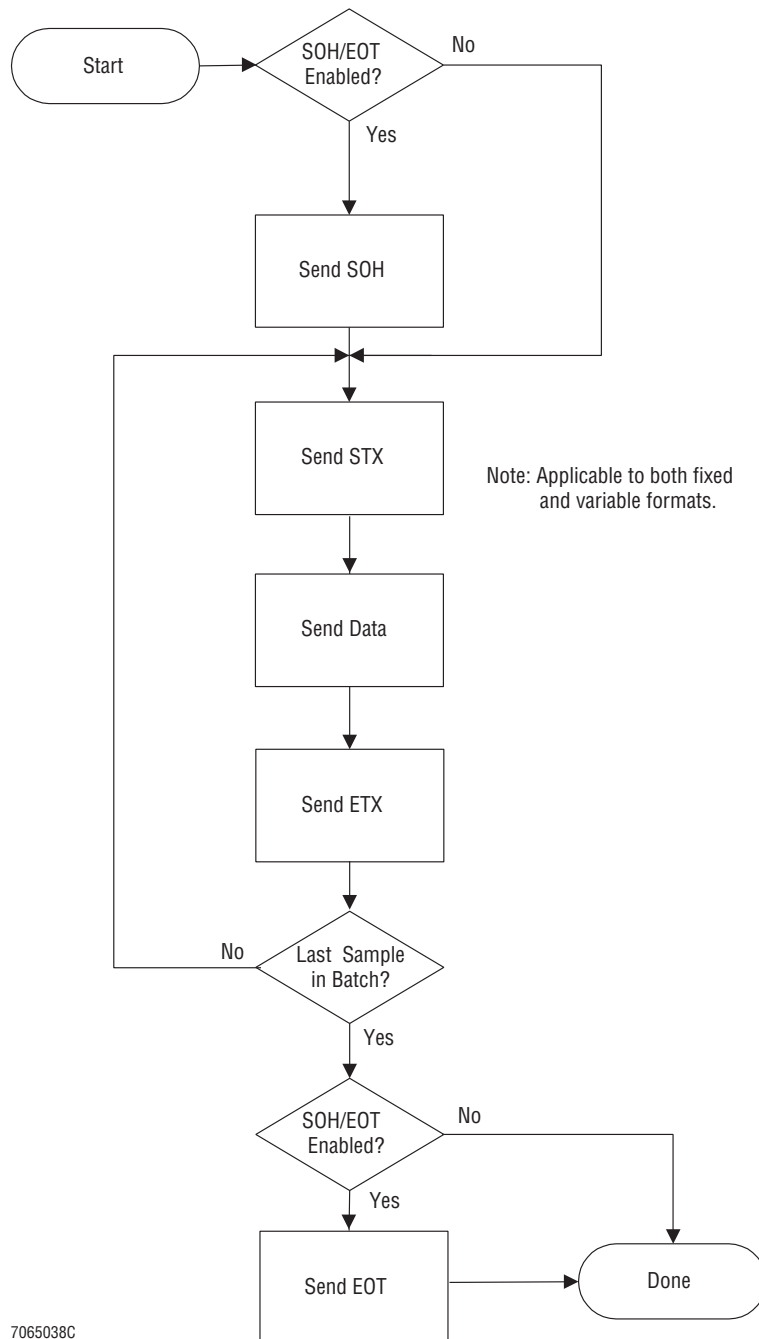 Start
SOH/EOT
Enabled?
No
Yes
Send SOH
Send STX
Note: Applicable to both fixed
and variable formats.
Send Data
Send ETX
No
Last Sample
in Batch?
Yes
SOH/EOT
Enabled?
No
Yes
Send EOT
Done
7065038C